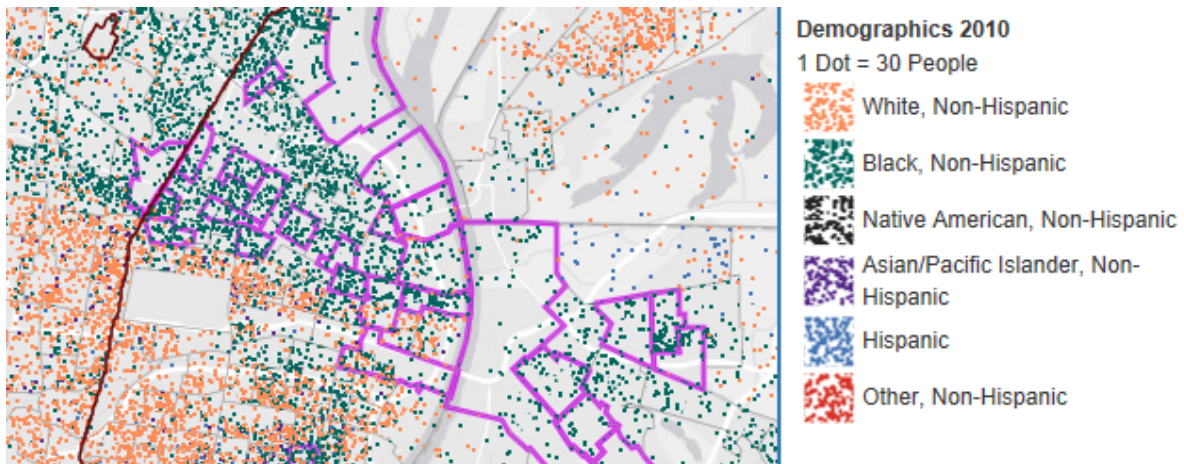 Demographics 2010
1 Dot = 30 People
White, Non-Hispanic
Black, Non-Hispanic
Native American, Non-Hispanic
Asian/Pacific Islander, Non-
Hispanic
Hispanic
Other, Non-Hispanic